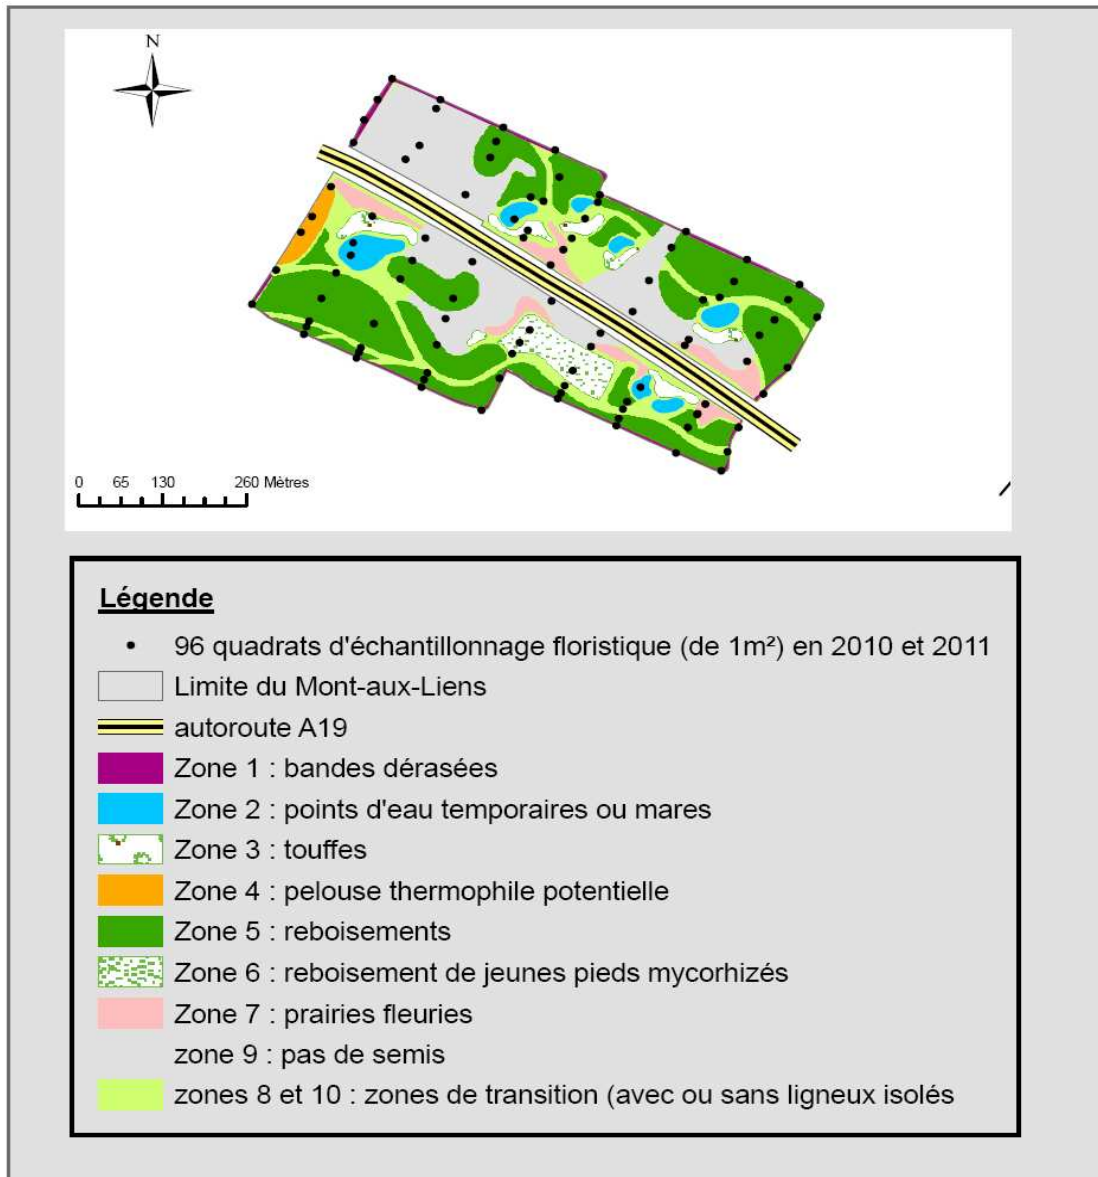 N
0 65 130 260 Mètres
Légende
96 quadrats d'échantillonnage floristique (de 1m²) en 2010 et 2011
Limite du Mont-aux-Liens
autoroute A19
Zone 1 : bandes dérasées
Zone 2 : points d'eau temporaires ou mares
Zone 3 : touffes
Zone 4 : pelouse thermophile potentielle
Zone 5 : reboisements
Zone 6 : reboisement de jeunes pieds mycorhizés
Zone 7 : prairies fleuries
zone 9 : pas de semis
zones 8 et 10 : zones de transition (avec ou sans ligneux isolés